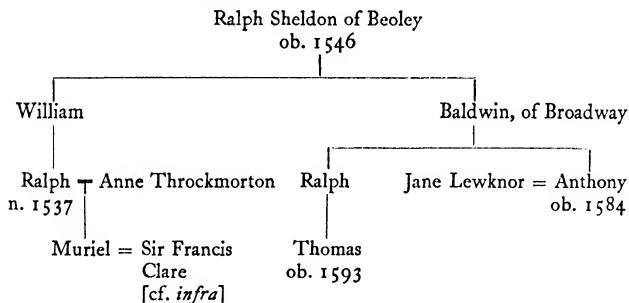 Ralph Sheldon of Beoley
ob. 1546
William
Baldwin, of Broadway
Ralph Anne Throckmorton
n. 1537
Ralph
Jane Lewknor = Anthony
ob. 1584
Muriel = Sir Francis
Clare
[cf. infra]
Thomas
ob. 1593